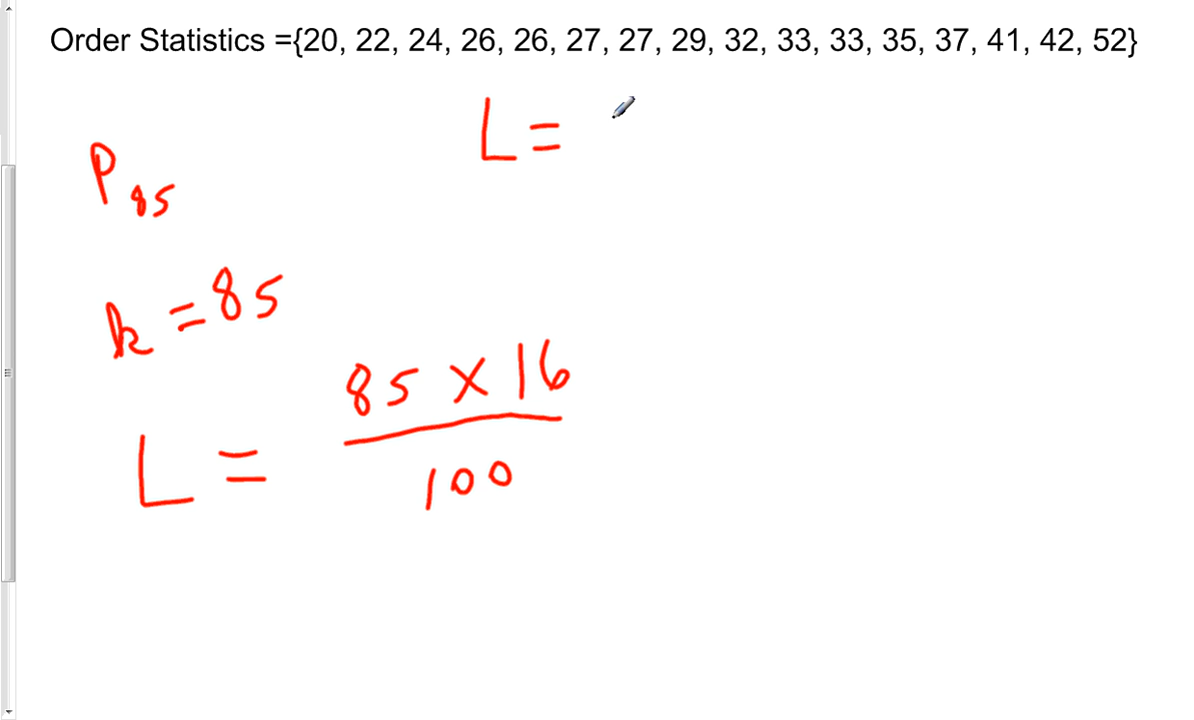 Order Statistics ={20, 22, 24, 26, 26, 27, 27, 29, 32, 33, 33, 35, 37, 41, 42, 52}
L =
P85
k = 85
85 x 16
L =
100